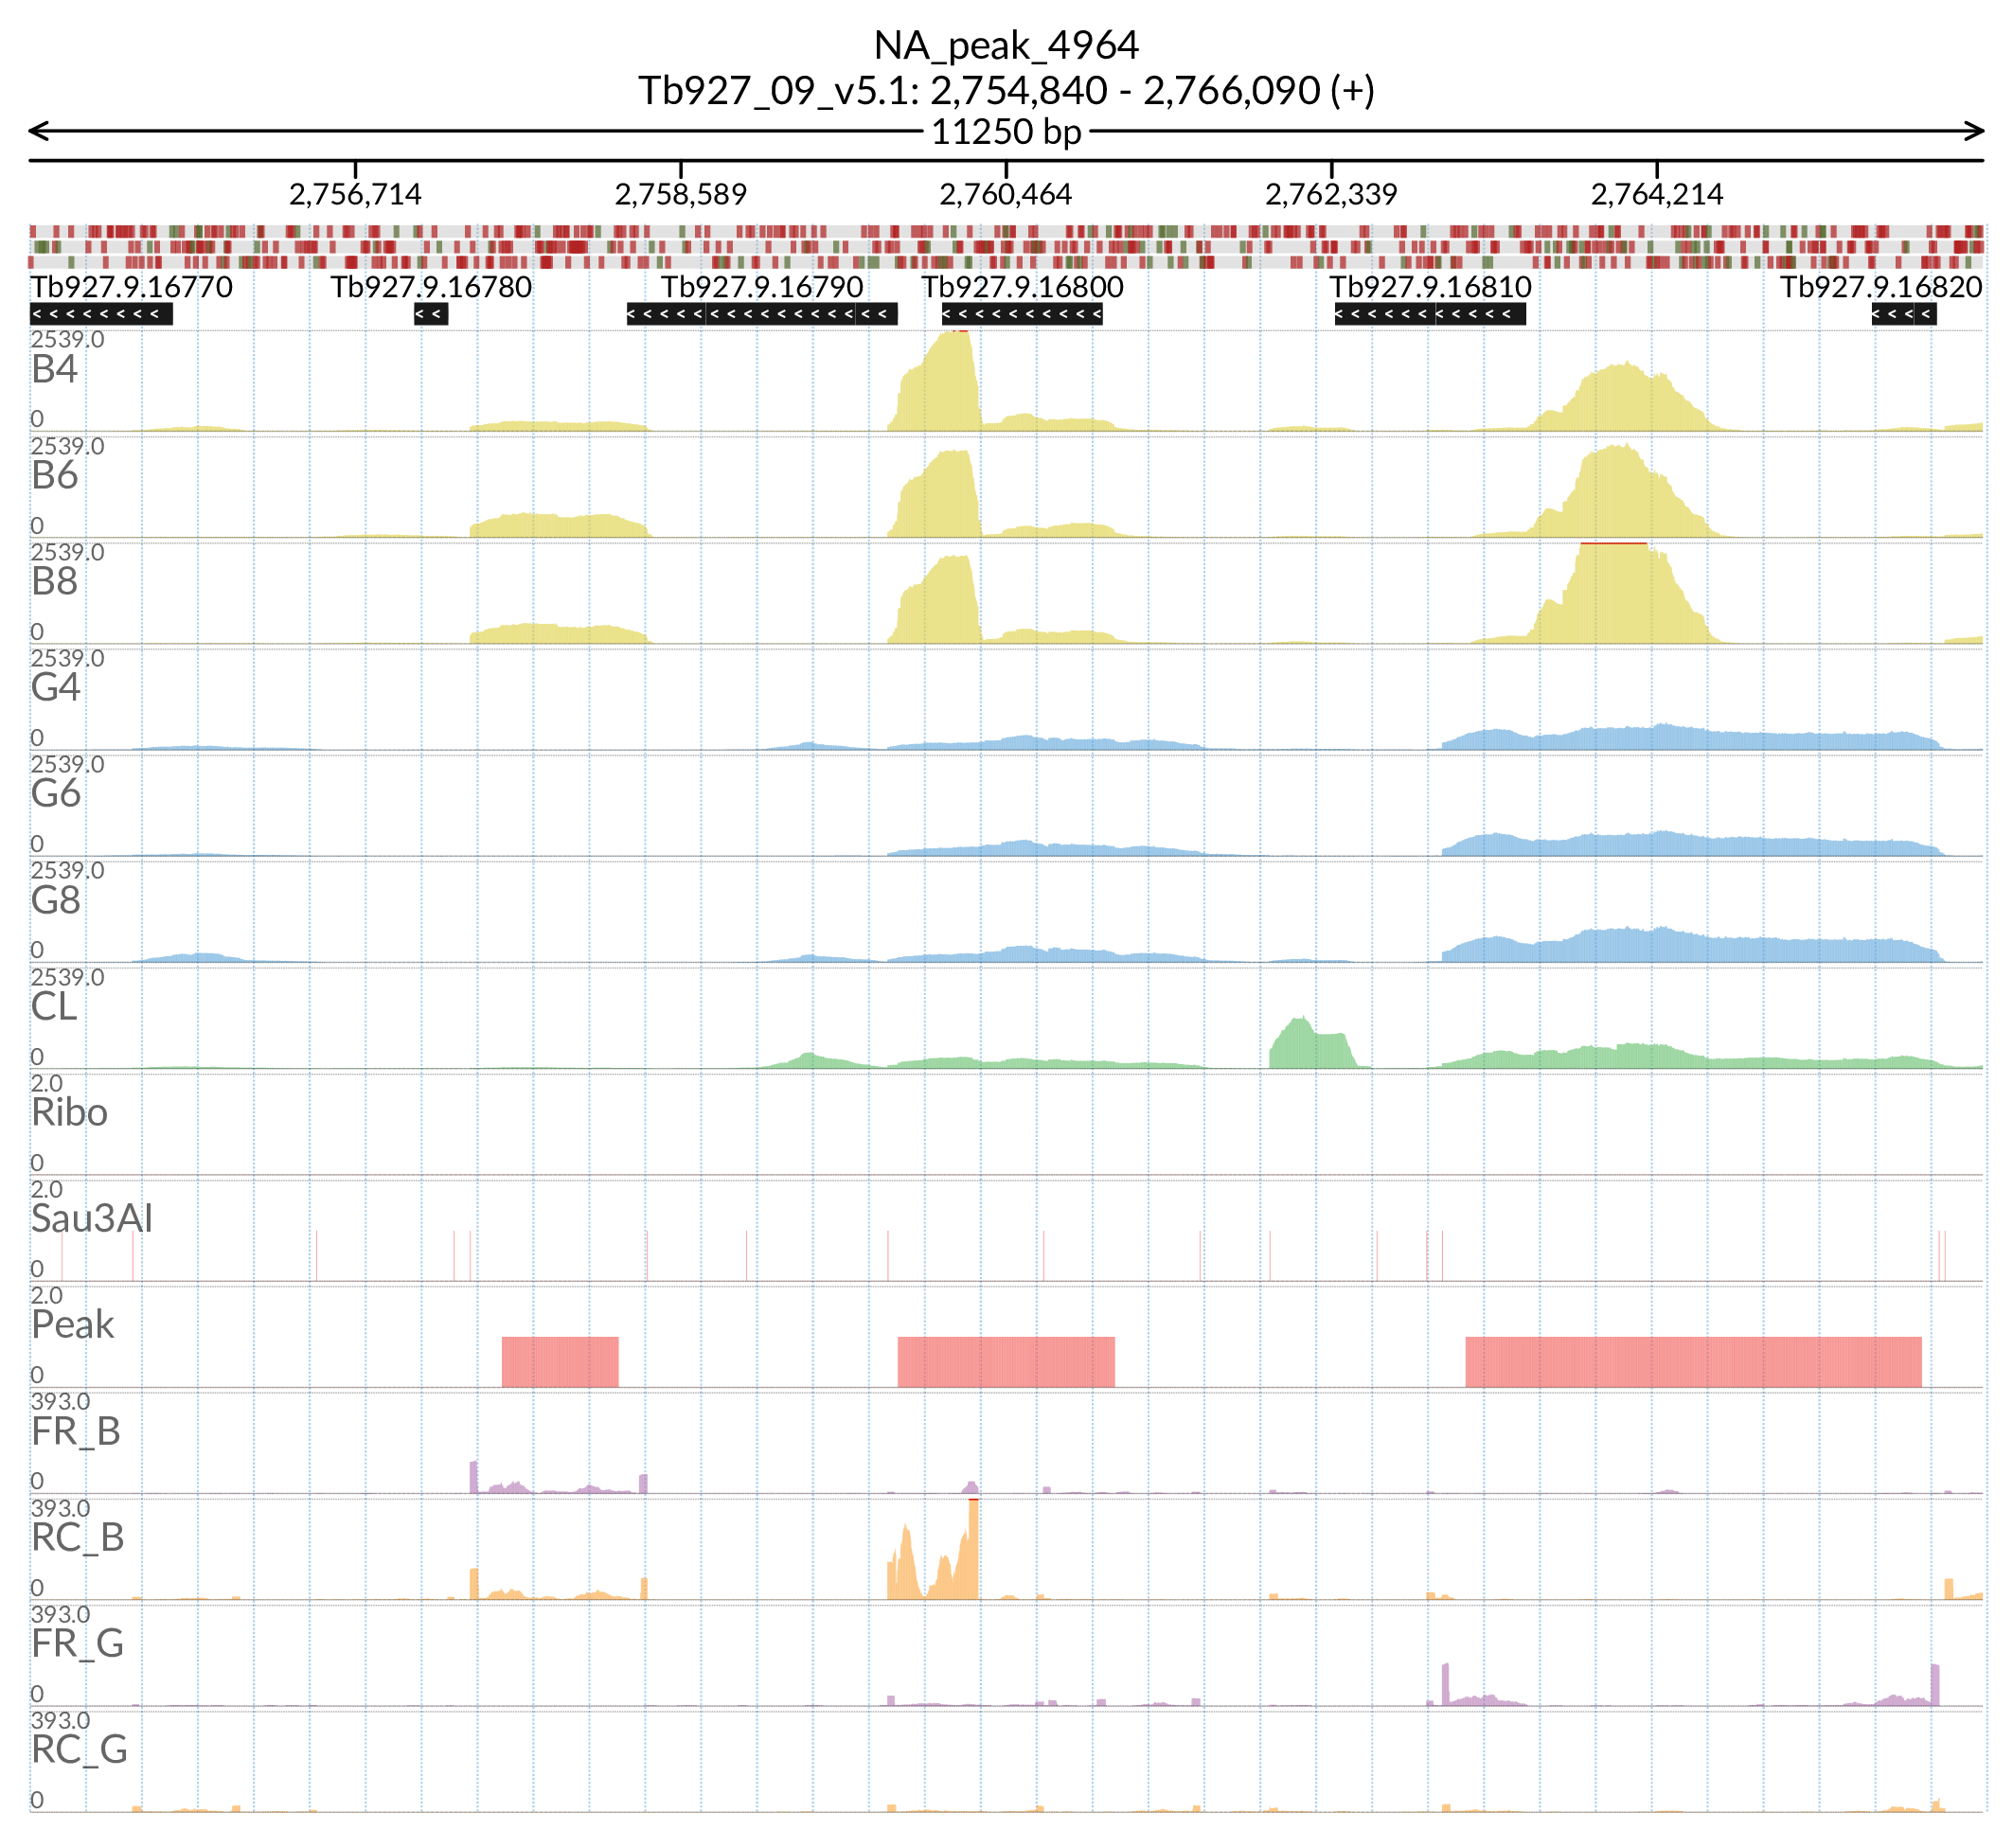 NA_peak_4964
Tb927_09_v5.1: 2,754,840 - 2,766,090 (+)
11250 bp
2,756,714 2,758,589 2,760,464 2,762,339 2,764,214
Tb927.9.16770 Tb927.9.16780 Tb927.9.16790 Tb927.9.16800 Tb927.9.16810 Tb927.9.16820
2539.0
B4
0
2539.0
B6
0
2539.0
B8
0
2539.0
G4
0
2539.0
G6
0
2539.0
G8
0
2539.0
CL
0
2.0
Ribo
0
2.0
Sau3AI
0
2.0
Peak
0
393.0
FR_B
0
393.0
RC_B
0
393.0
FR_G
0
393.0
RC_G
0